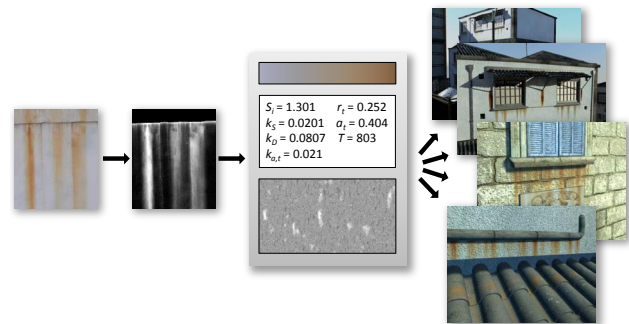 S_i = 1.301 r_t = 0.252
k_S = 0.0201 a_t = 0.404
k_D = 0.0807 T = 803
k_{a,t} = 0.021